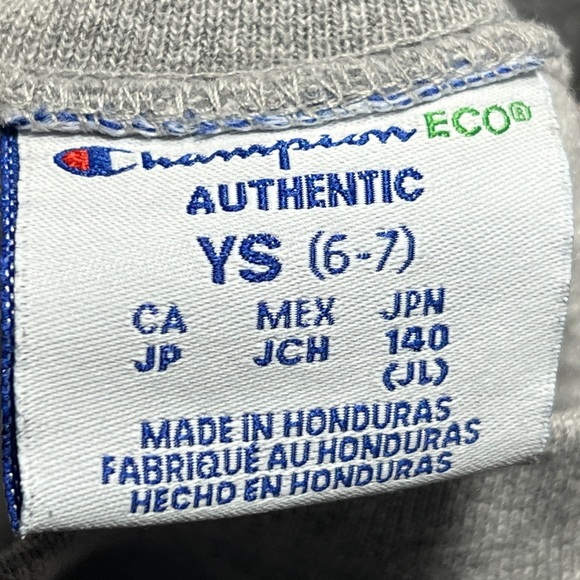 Champion ECO®
AUTHENTIC
YS (6-7)
CA MEX JPN
JP JCH 140
(JL)
MADE IN HONDURAS
FABRIQUÉ AU HONDURAS
HECHO EN HONDURAS